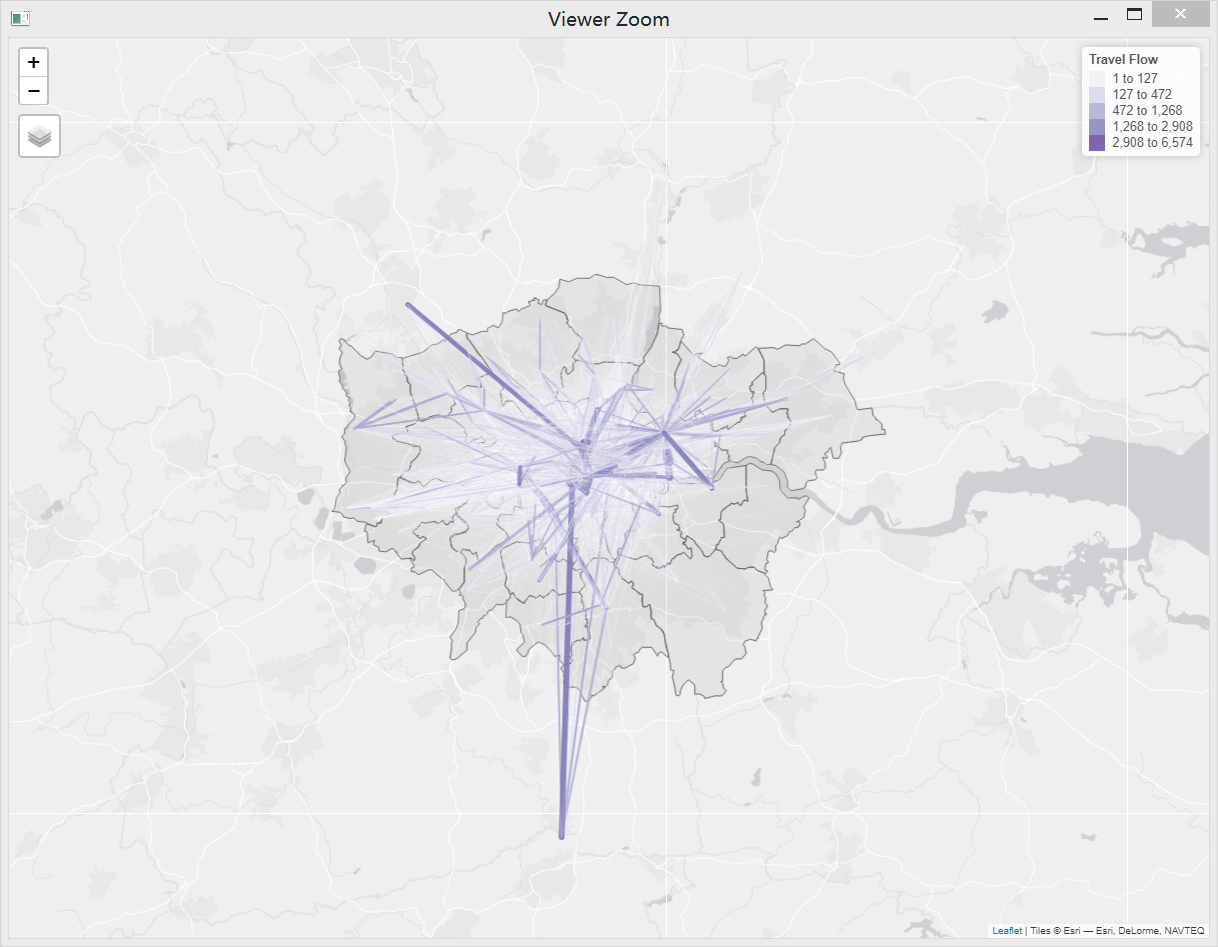 Viewer Zoom
+
−
Travel Flow
1 to 127
127 to 472
472 to 1,268
1,268 to 2,908
2,908 to 6,574
Leaflet | Tiles © Esri — Esri, DeLorme, NAVTEQ